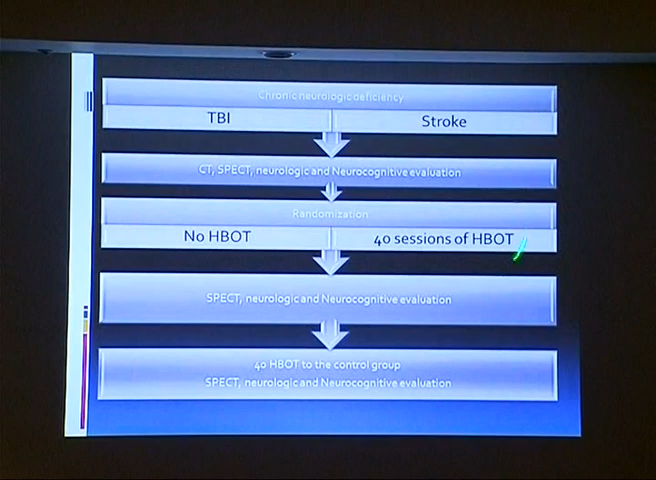 Chronic neurologic deficiency
TBI
Stroke
CT, SPECT, neurologic and Neurocognitive evaluation
Randomization
No HBOT
40 sessions of HBOT
SPECT, neurologic and Neurocognitive evaluation
40 HBOT to the control group
SPECT, neurologic and Neurocognitive evaluation